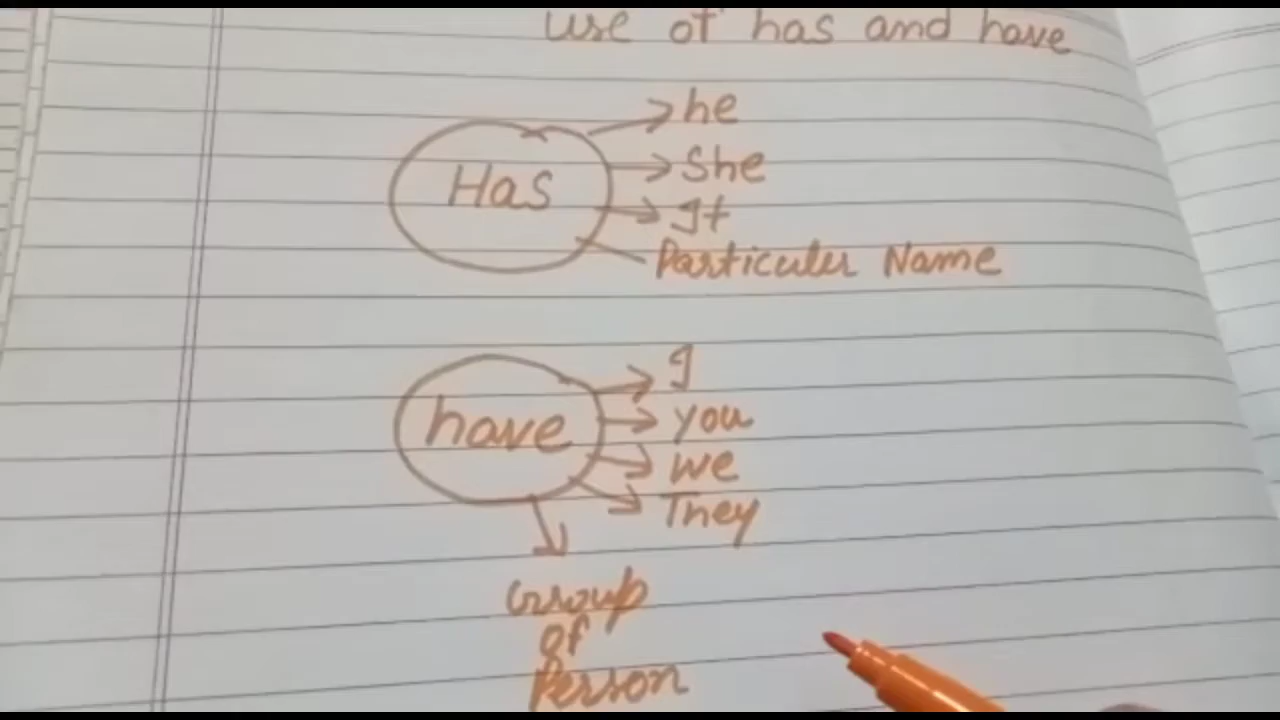 use of has and have
he
Has
She
It
Particuler Name
I
have
you
we
They
Group
of
Person